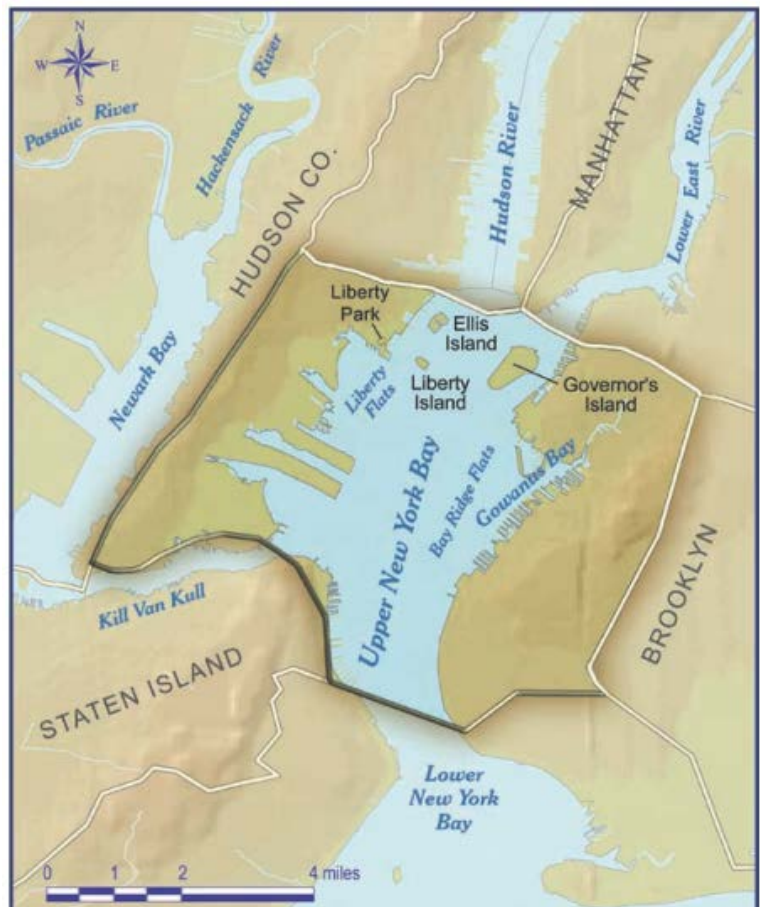 N
W E
S
Passaic River
Hackensack
River
HUDSON CO.
Hudson River
MANHATTAN
Lower East River
Newark Bay
Liberty
Park
Ellis
Island
Liberty
Flats
Liberty
Island
Governor's
Island
Upper New York Bay
Bay Ridge Flats
Gowanus Bay
BROOKLYN
Kill Van Kull
STATEN ISLAND
Lower
New York
Bay
0 1 2 4 miles